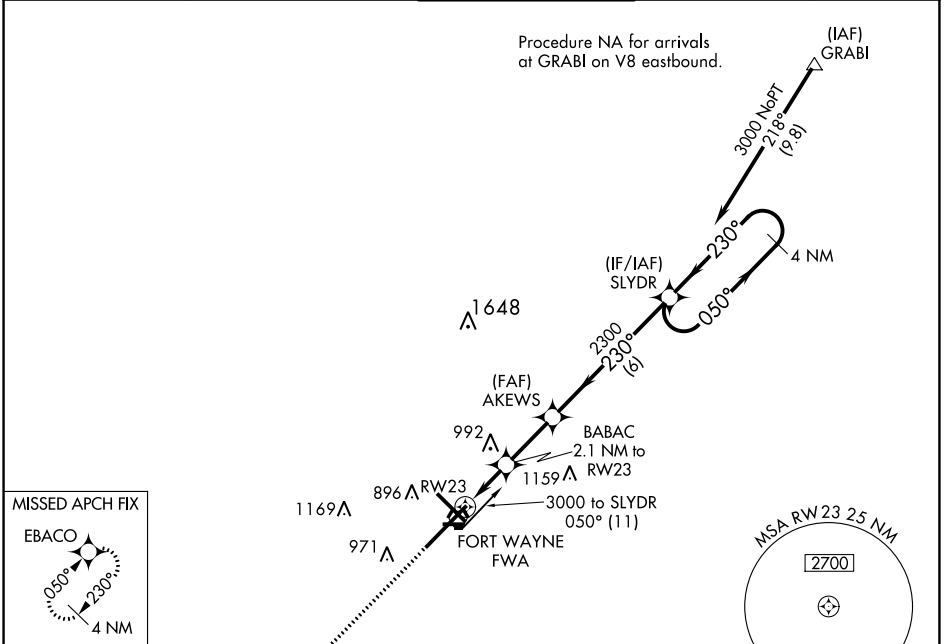 Procedure NA for arrivals
at GRABI on V8 eastbound.
(IAF)
GRABI
3000 NoPT
218°
(9.8)
230°
4 NM
(IF/IAF)
SLYDR
050°
1648
2300
230°
(6)
(FAF)
AKEWS
992
BABAC
2.1 NM to
RW23
1159
896
RW23
1169
3000 to SLYDR
050° (11)
971
FORT WAYNE
FWA
MISSED APCH FIX
EBACO
050°
230°
4 NM
MSA RW23 25 NM
2700